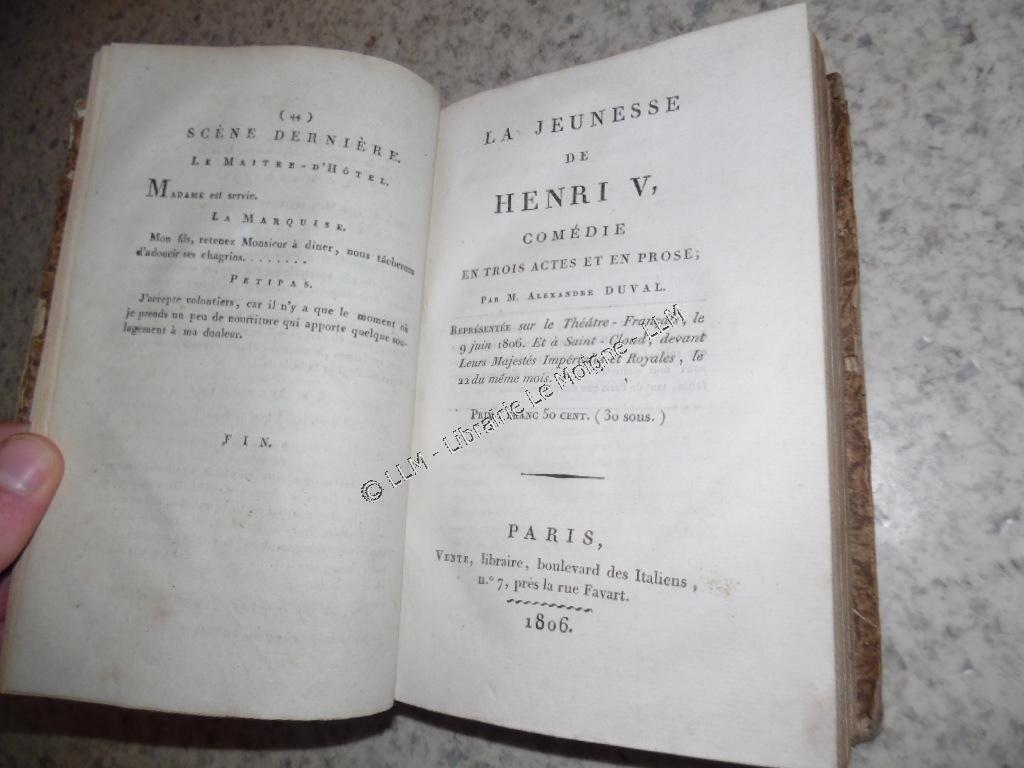 (44)
SCÈNE DERNIÈRE.
LE MAITRE-D'HÔTEL.
MADAME est servie.
LA MARQUISE.
Mon fils, retenez Monsieur à diner, nous tâcherons
d'adoucir ses chagrins........
PETIPAS.
J'accepte volontiers, car il n'y a que le moment où
je prends un peu de nourriture qui apporte quelque sou-
lagement à ma douleur.
FIN.
LA JEUNESSE
DE
HENRI V,
COMÉDIE
EN TROIS ACTES ET EN PROSE;
PAR M. ALEXANDRE DUVAL.
REPRÉSENTÉE sur le Théâtre-Français, le
9 juin 1806. Et à Saint-Cloud, devant
Leurs Majestés Impériales et Royales, le
22 du même mois.
PRIX 1 FRANC 50 CENT. (30 sous.)
PARIS,
VENTE, libraire, boulevard des Italiens,
n.° 7, près la rue Favart.
1806.
© LLM - Librairie Le Moigne, LLM